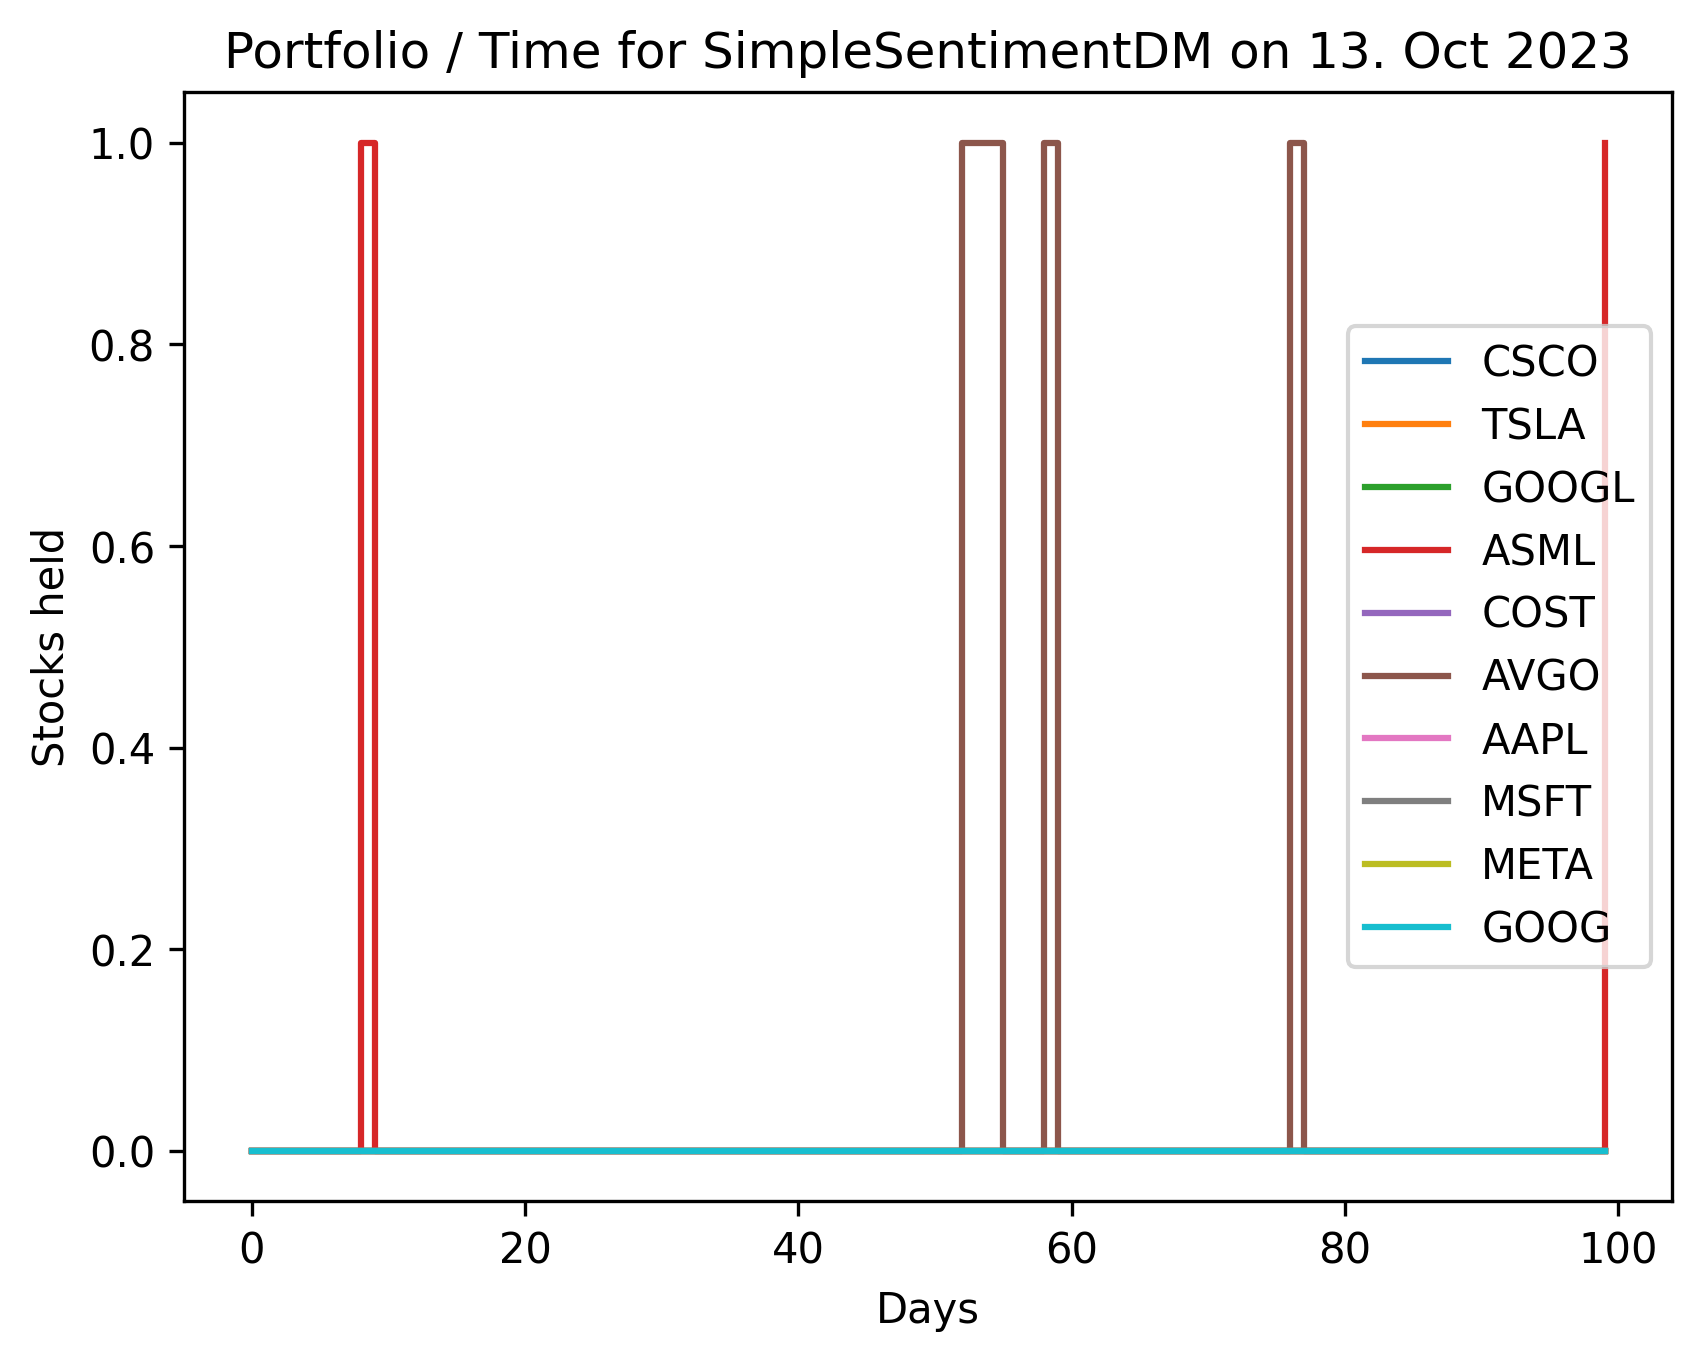 Portfolio / Time for SimpleSentimentDM on 13. Oct 2023
1.0
0.8
0.6
0.4
0.2
0.0
Stocks held
CSCO
TSLA
GOOGL
ASML
COST
AVGO
AAPL
MSFT
META
GOOG
0 20 40 60 80 100
Days